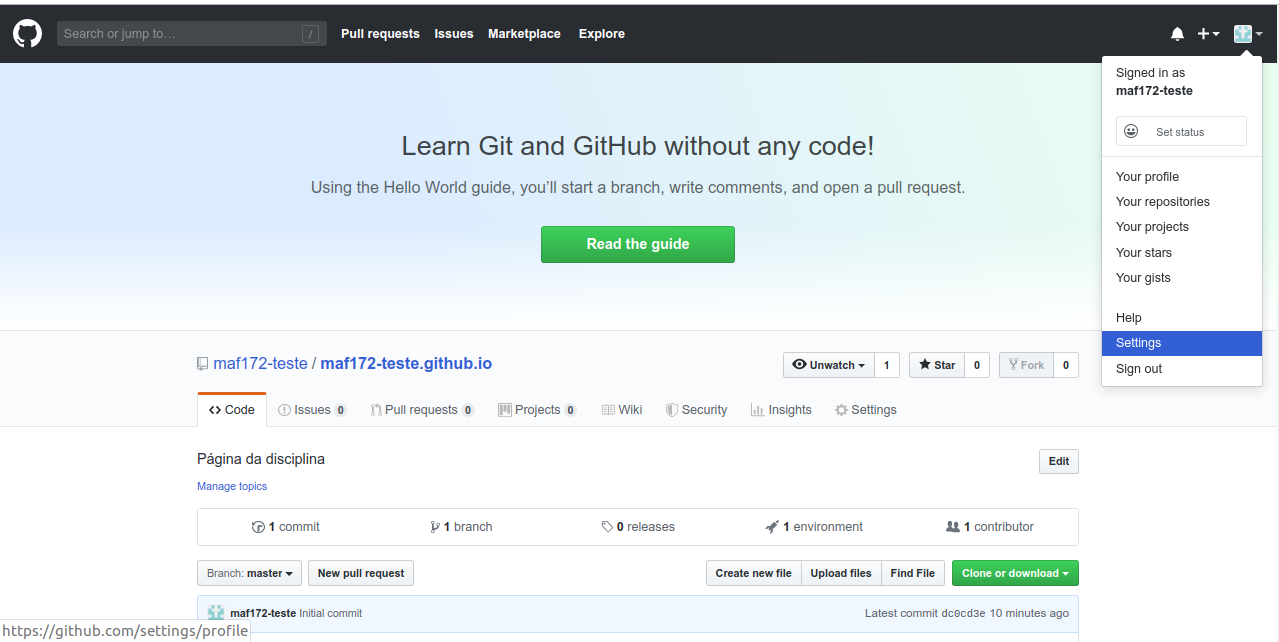 Search or jump to… / Pull requests Issues Marketplace Explore
Signed in as
maf172-teste
Set status
Your profile
Your repositories
Your projects
Your stars
Your gists
Help
Settings
Sign out
Learn Git and GitHub without any code!
Using the Hello World guide, you’ll start a branch, write comments, and open a pull request.
Read the guide
maf172-teste / maf172-teste.github.io Unwatch 1 Star 0 Fork 0
Code Issues 0 Pull requests 0 Projects 0 Wiki Security Insights Settings
Página da disciplina Edit
Manage topics
1 commit 1 branch 0 releases 1 environment 1 contributor
Branch: master New pull request Create new file Upload files Find File Clone or download
maf172-teste Initial commit Latest commit dc0cd3e 10 minutes ago
https://github.com/settings/profile